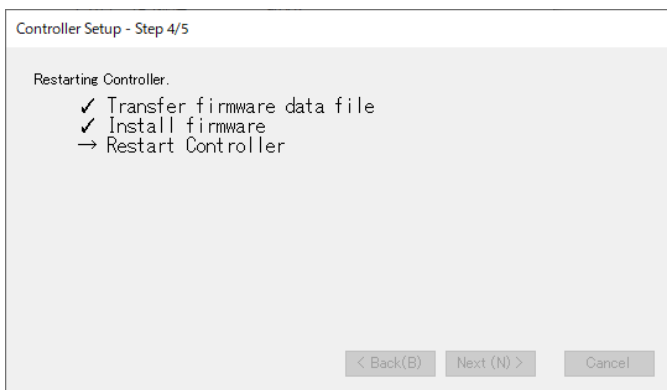 Controller Setup - Step 4/5
Restarting Controller.
✓ Transfer firmware data file
✓ Install firmware
→ Restart Controller
< Back(B)
Next (N) >
Cancel